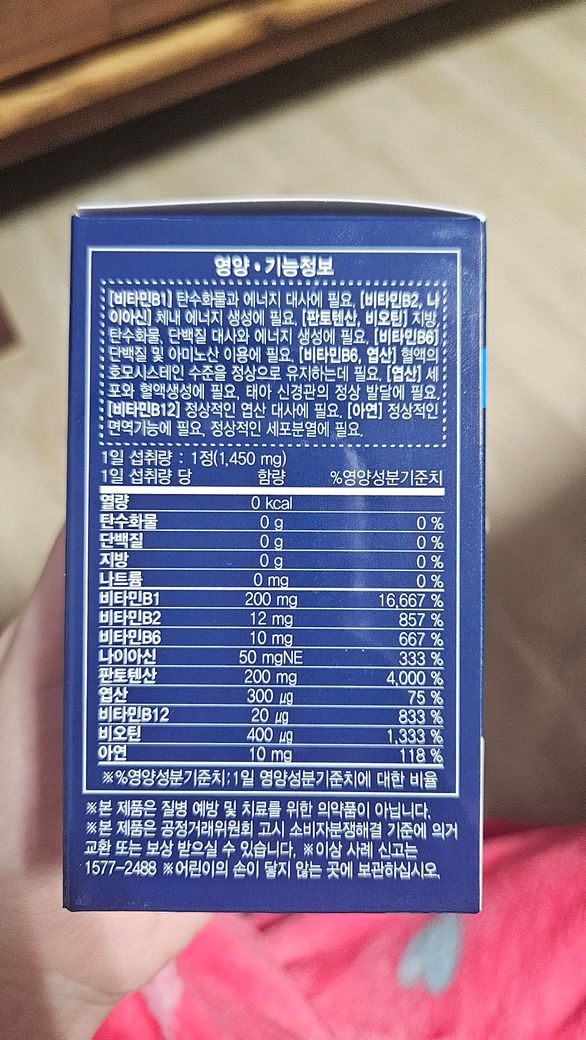 영양•기능정보
[비타민B1] 탄수화물과 에너지 대사에 필요, [비타민B2, 나
이아신] 체내 에너지 생성에 필요, [판토텐산, 비오틴] 지방,
탄수화물, 단백질 대사와 에너지 생성에 필요, [비타민B6]
단백질 및 아미노산 이용에 필요, [비타민B6, 엽산] 혈액의
호모시스테인 수준을 정상으로 유지하는데 필요, [엽산] 세
포와 혈액생성에 필요, 태아 신경관의 정상 발달에 필요,
[비타민B12] 정상적인 엽산 대사에 필요, [아연] 정상적인
면역기능에 필요, 정상적인 세포분열에 필요.
1일 섭취량 : 1정(1,450 mg)
1일 섭취량 당 함량 %영양성분기준치
열량 0 kcal
탄수화물 0 g 0 %
단백질 0 g 0 %
지방 0 g 0 %
나트륨 0 mg 0 %
비타민B1 200 mg 16,667 %
비타민B2 12 mg 857 %
비타민B6 10 mg 667 %
나이아신 50 mgNE 333 %
판토텐산 200 mg 4,000 %
엽산 300 μg 75 %
비타민B12 20 μg 833 %
비오틴 400 μg 1,333 %
아연 10 mg 118 %
※%영양성분기준치:1일 영양성분기준치에 대한 비율
※본 제품은 질병 예방 및 치료를 위한 의약품이 아닙니다.
※본 제품은 공정거래위원회 고시 소비자분쟁해결 기준에 의거
교환 또는 보상 받으실 수 있습니다. ※이상 사례 신고는
1577-2488 ※어린이의 손이 닿지 않는 곳에 보관하십시오.